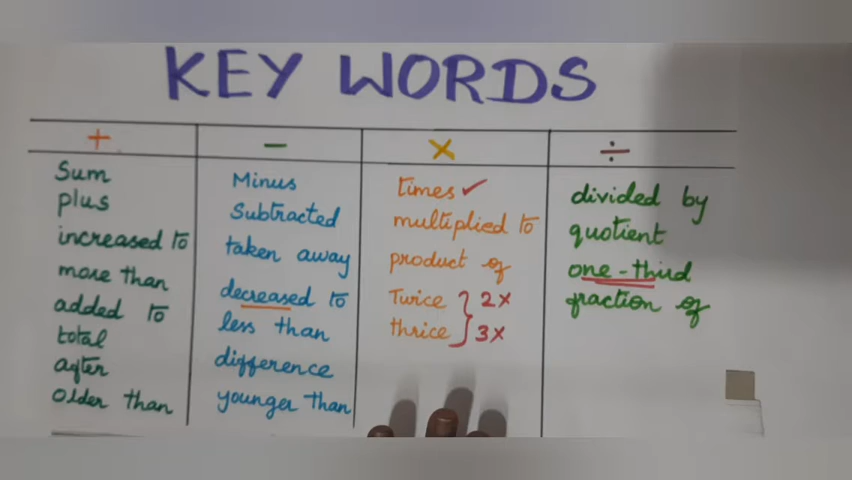 KEY WORDS
+ - × ÷
Sum
plus
increased to
more than
added to
total
after
older than
Minus
Subtracted
taken away
decreased to
less than
difference
younger than
times ✓
multiplied to
product of
Twice } 2x
thrice } 3x
divided by
quotient
one-third
fraction of